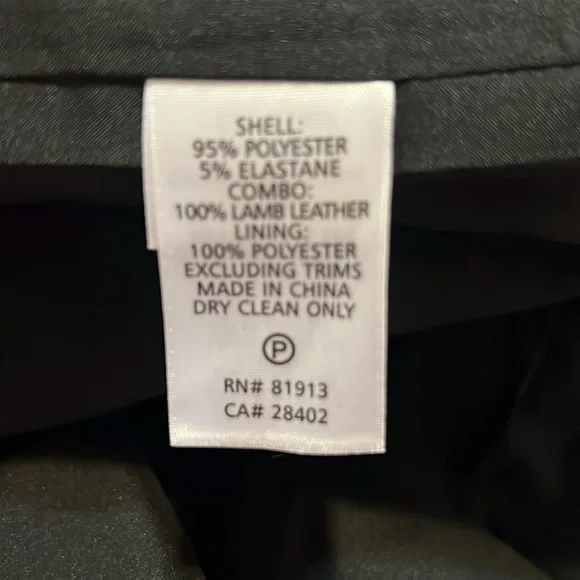 SHELL:
95% POLYESTER
5% ELASTANE
COMBO:
100% LAMB LEATHER
LINING:
100% POLYESTER
EXCLUDING TRIMS
MADE IN CHINA
DRY CLEAN ONLY
P
RN# 81913
CA# 28402